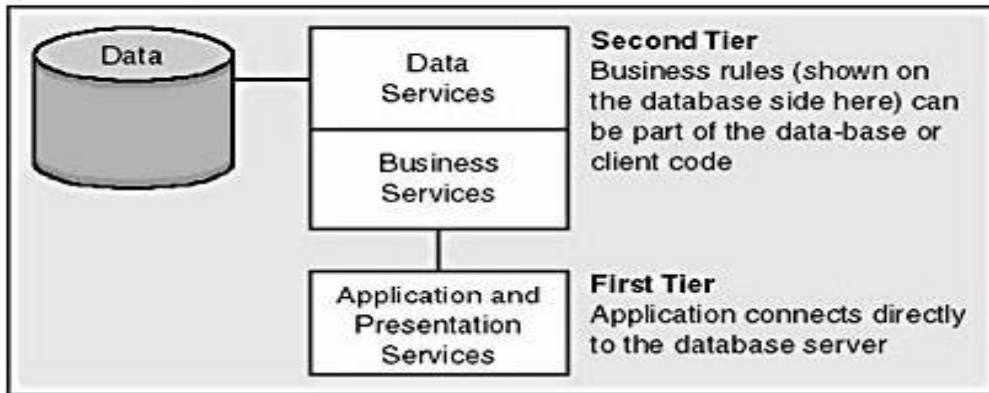 Data
Data
Services
Business
Services
Application and
Presentation
Services
Second Tier
Business rules (shown on
the database side here) can
be part of the data-base or
client code
First Tier
Application connects directly
to the database server